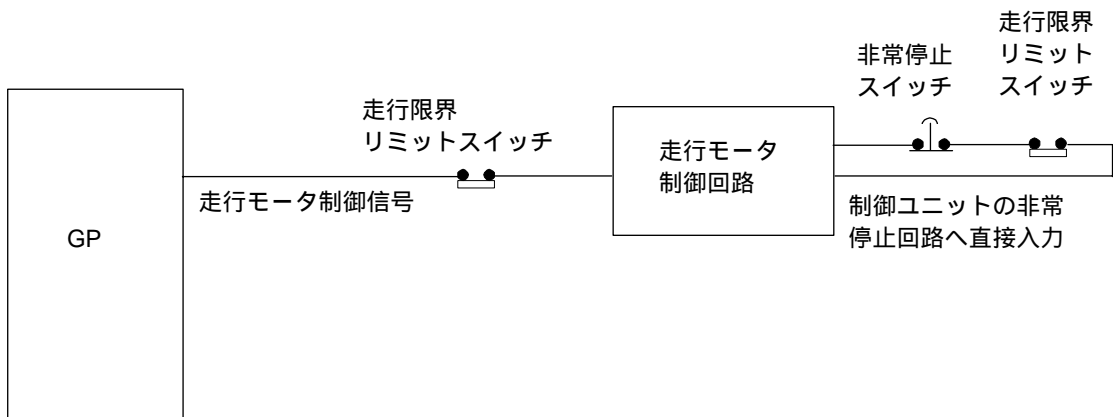 走行限界
リミット
スイッチ
非常停止
スイッチ
走行限界
リミットスイッチ
走行モータ
制御回路
走行モータ制御信号
制御ユニットの非常
停止回路へ直接入力
GP